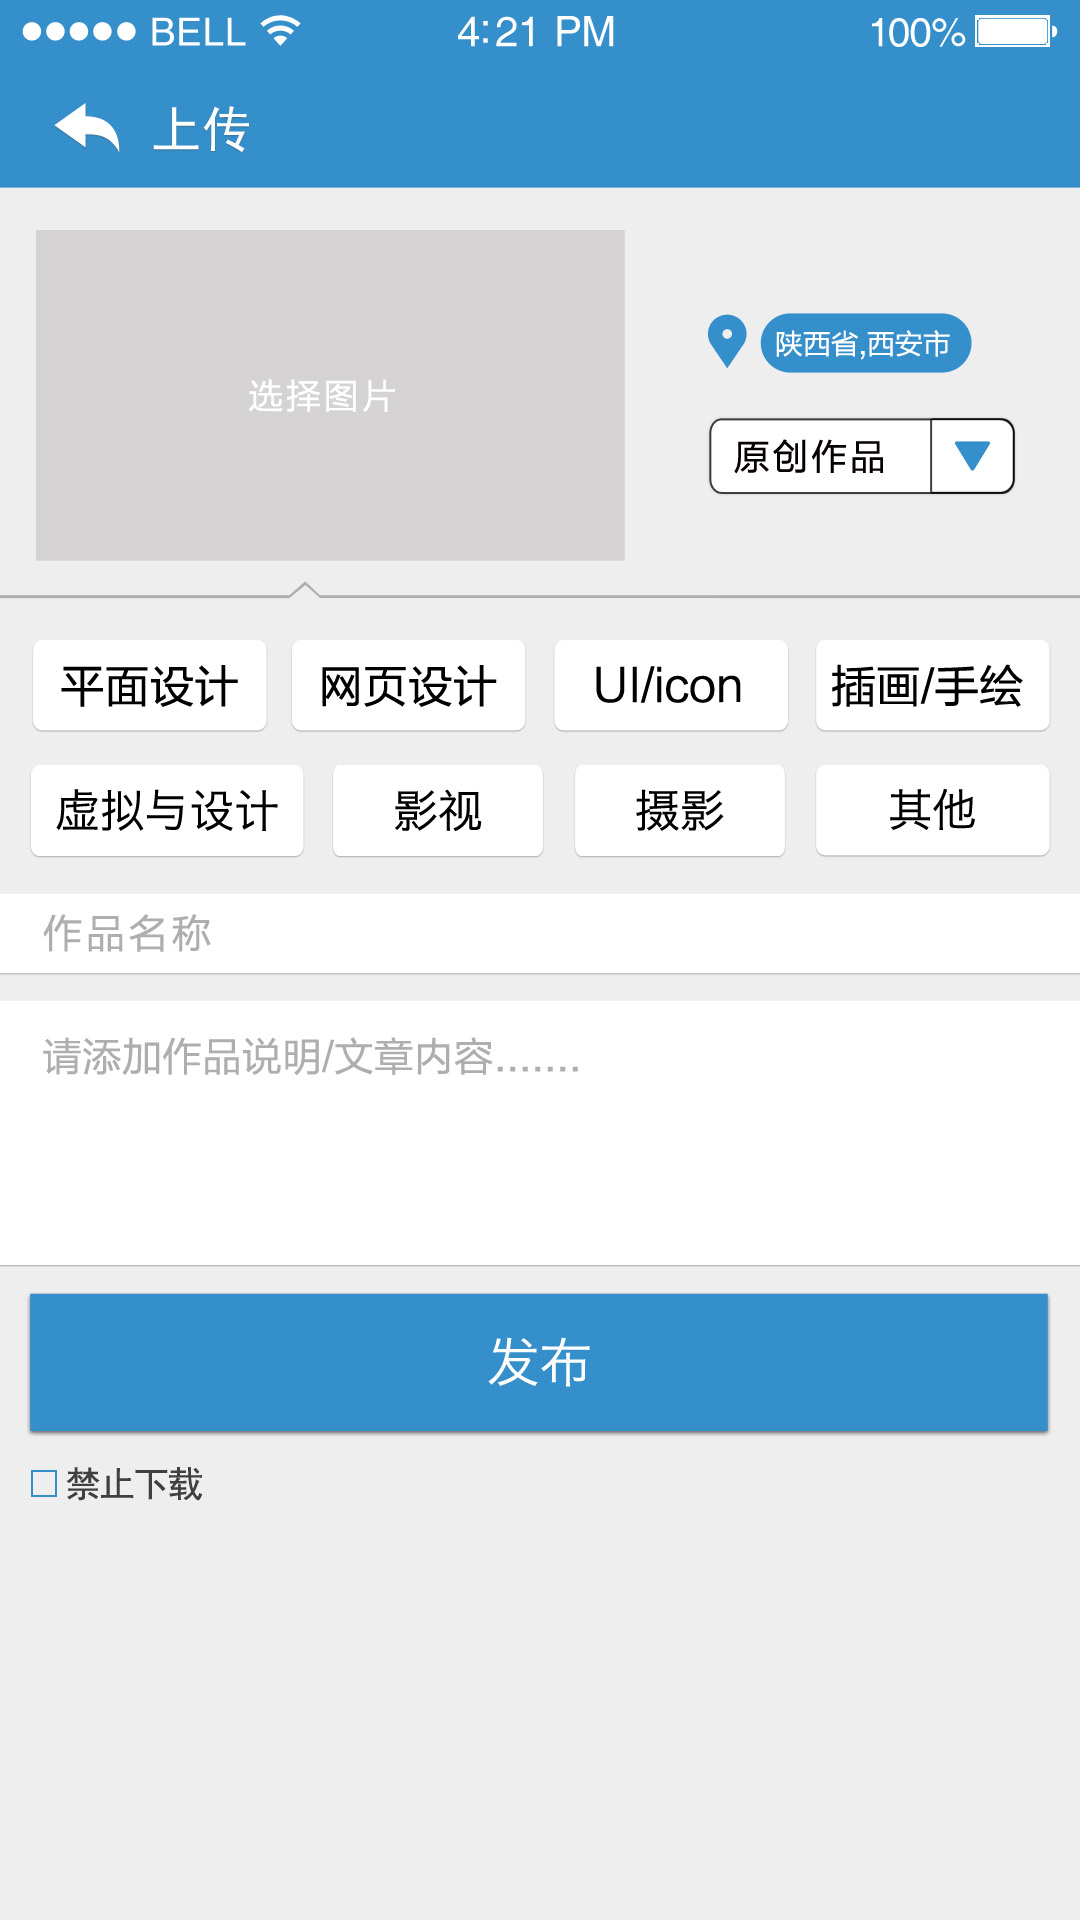 BELL 4:21 PM 100%
上传
选择图片
陕西省,西安市
原创作品
平面设计 网页设计 UI/icon 插画/手绘
虚拟与设计 影视 摄影 其他
作品名称
请添加作品说明/文章内容.......
发布
禁止下载